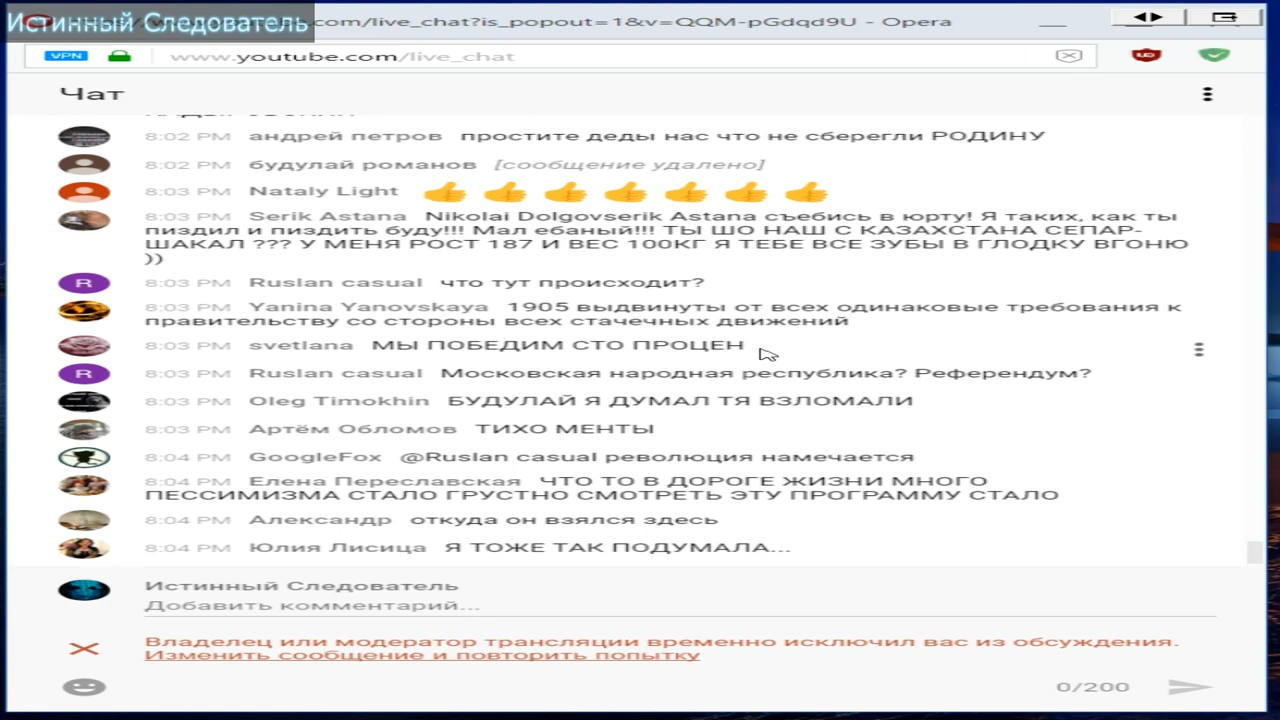 Истинный Следователь
.com/live_chat?is_popout=1&v=QQM-pGdqd9U - Opera
VPN www.youtube.com/live_chat
Чат
8:02 PM андрей петров простите деды нас что не сберегли РОДИНУ
8:02 PM будулай романов [сообщение удалено]
8:03 PM Nataly Light 👍👍👍👍👍👍👍
8:03 PM Serik Astana Nikolai Dolgovserik Astana съебись в юрту! Я таких, как ты
пиздил и пиздить буду!!! Мал ебаный!!! ТЫ ШО НАШ С КАЗАХСТАНА СЕПАР-
ШАКАЛ ??? У МЕНЯ РОСТ 187 И ВЕС 100КГ Я ТЕБЕ ВСЕ ЗУБЫ В ГЛОДКУ ВГОНЮ
))
R 8:03 PM Ruslan casual что тут происходит?
8:03 PM Yanina Yanovskaya 1905 выдвинуты от всех одинаковые требования к
правительству со стороны всех стачечных движений
8:03 PM svetlana МЫ ПОБЕДИМ СТО ПРОЦЕН
R 8:03 PM Ruslan casual Московская народная республика? Референдум?
8:03 PM Oleg Timokhin БУДУЛАЙ Я ДУМАЛ ТЯ ВЗЛОМАЛИ
8:03 PM Артём Обломов ТИХО МЕНТЫ
8:04 PM GoogleFox @Ruslan casual революция намечается
8:04 PM Елена Переславская ЧТО ТО В ДОРОГЕ ЖИЗНИ МНОГО
ПЕССИМИЗМА СТАЛО ГРУСТНО СМОТРЕТЬ ЭТУ ПРОГРАММУ СТАЛО
8:04 PM Александр откуда он взялся здесь
8:04 PM Юлия Лисица Я ТОЖЕ ТАК ПОДУМАЛА...
Истинный Следователь
Добавить комментарий...
Владелец или модератор трансляции временно исключил вас из обсуждения.
Изменить сообщение и повторить попытку
0/200